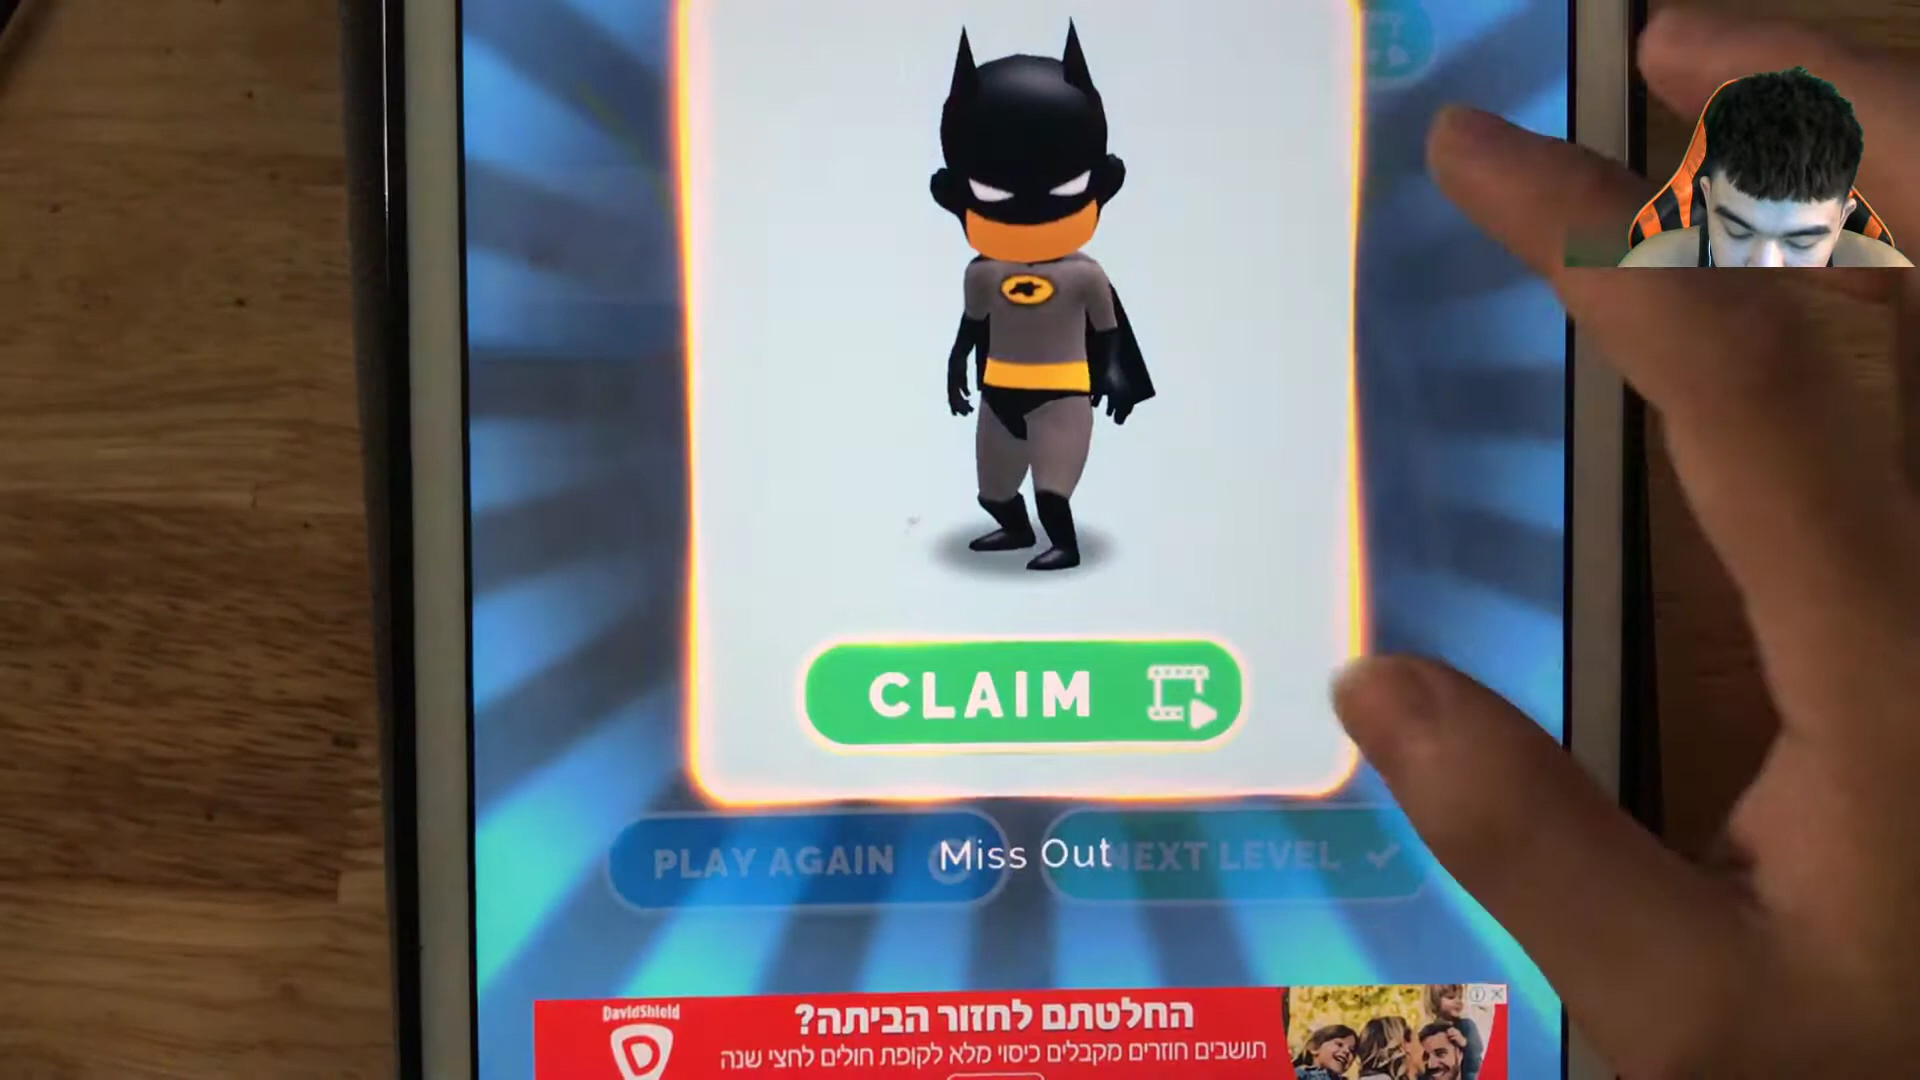 CLAIM
PLAY AGAIN
Miss Out
NEXT LEVEL
DavidShield
החלטתם לחזור הביתה?
תושבים חוזרים מקבלים כיסוי מלא לקופת חולים לחצי שנה